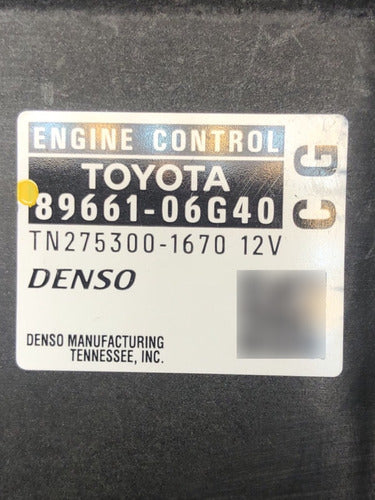 ENGINE CONTROL
TOYOTA
89661-06G40
TN275300-1670 12V
DENSO
DENSO MANUFACTURING
TENNESSEE, INC.
CG